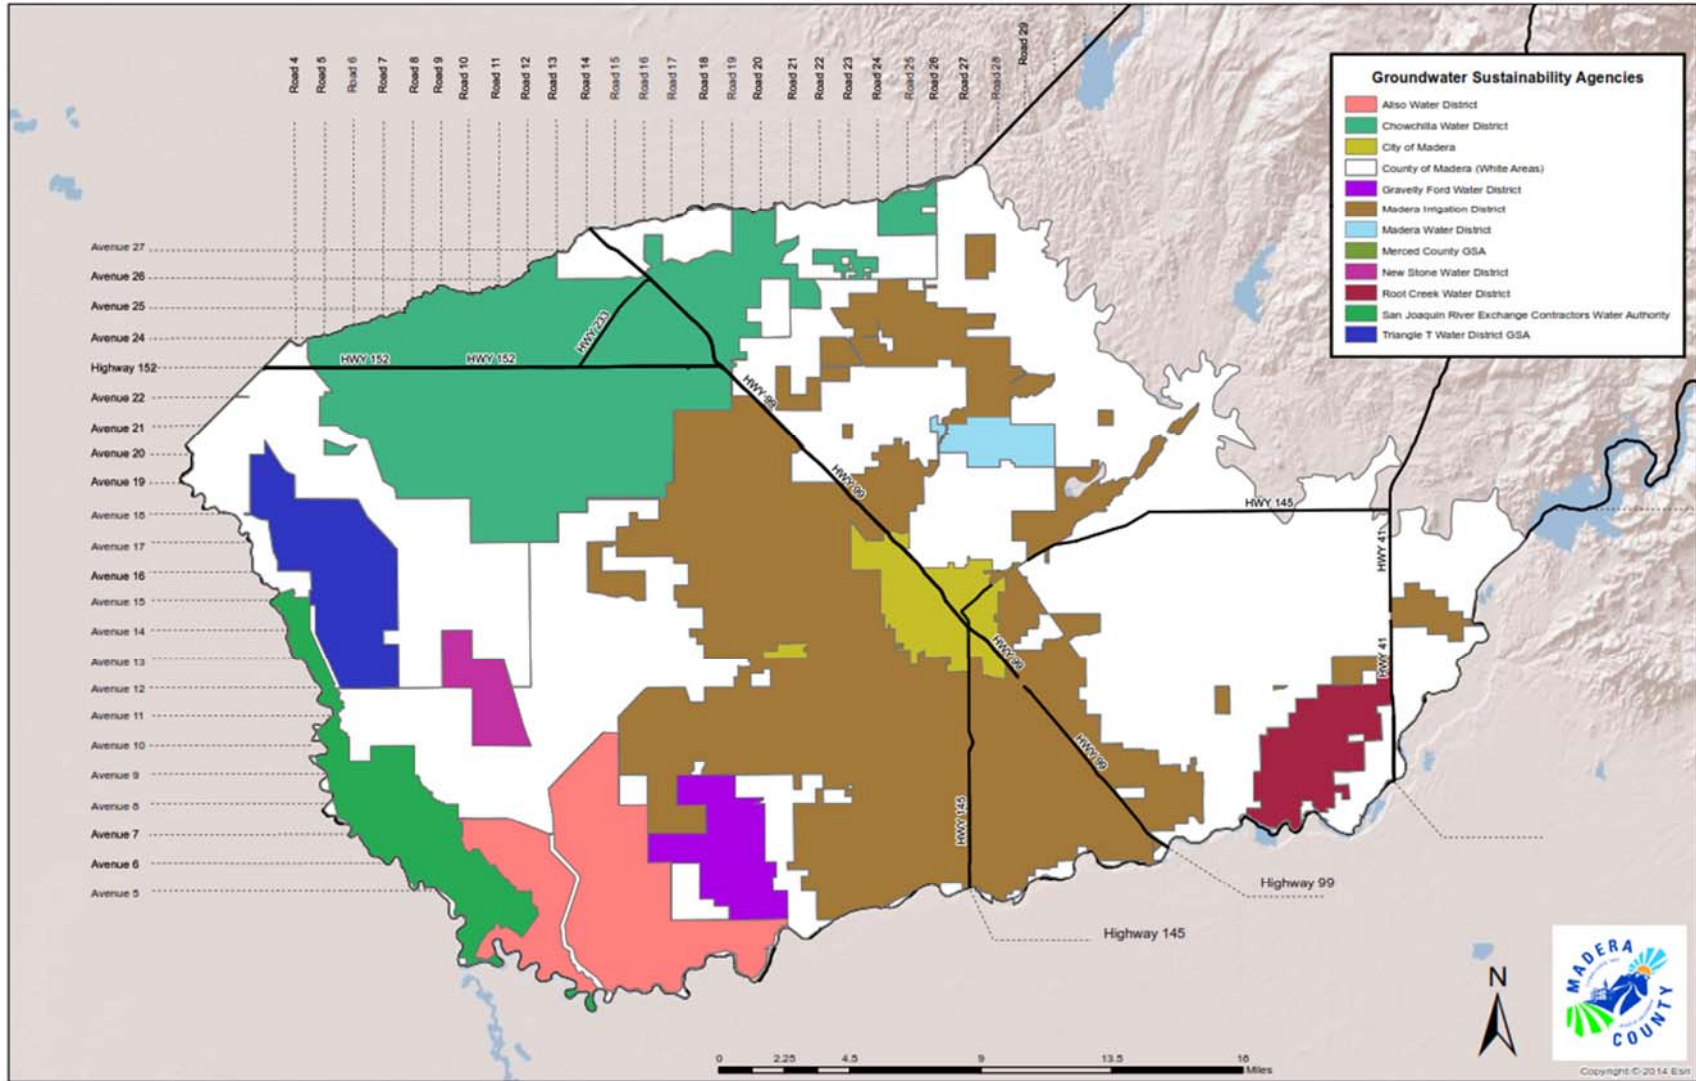 Road 4
Road 5
Road 6
Road 7
Road 8
Road 9
Road 10
Road 11
Road 12
Road 13
Road 14
Road 15
Road 16
Road 17
Road 18
Road 19
Road 20
Road 21
Road 22
Road 23
Road 24
Road 25
Road 26
Road 27
Road 28
Road 29
Groundwater Sustainability Agencies
Aliso Water District
Chowchilla Water District
City of Madera
County of Madera (White Areas)
Gravelly Ford Water District
Madera Irrigation District
Madera Water District
Merced County GSA
New Stone Water District
Root Creek Water District
San Joaquin River Exchange Contractors Water Authority
Triangle T Water District GSA
Avenue 27
Avenue 26
Avenue 25
Avenue 24
Highway 152
Avenue 22
Avenue 21
Avenue 20
Avenue 19
Avenue 18
Avenue 17
Avenue 16
Avenue 15
Avenue 14
Avenue 13
Avenue 12
Avenue 11
Avenue 10
Avenue 9
Avenue 8
Avenue 7
Avenue 6
Avenue 5
HWY 152
HWY 152
HWY 233
HWY 99
HWY 99
HWY 145
HWY 41
HWY 99
HWY 41
HWY 99
HWY 145
Highway 99
Highway 145
N
MADERA
COUNTY
0 2.25 4.5 9 13.5 18
Miles
Copyright:© 2014 Esri